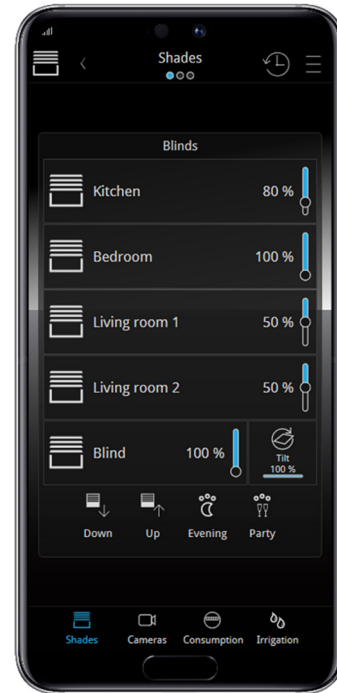 Shades
Blinds
Kitchen 80 %
Bedroom 100 %
Living room 1 50 %
Living room 2 50 %
Blind 100 % Tilt
100 %
Down Up Evening Party
Shades Cameras Consumption Irrigation